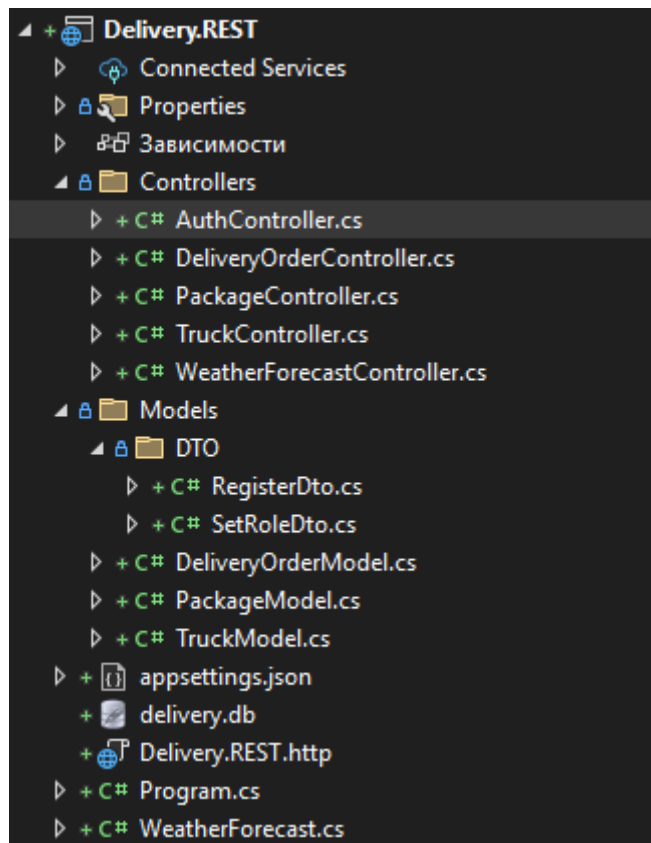 Delivery.REST
Connected Services
Properties
Зависимости
Controllers
C# AuthController.cs
C# DeliveryOrderController.cs
C# PackageController.cs
C# TruckController.cs
C# WeatherForecastController.cs
Models
DTO
C# RegisterDto.cs
C# SetRoleDto.cs
C# DeliveryOrderModel.cs
C# PackageModel.cs
C# TruckModel.cs
appsettings.json
delivery.db
Delivery.REST.http
C# Program.cs
C# WeatherForecast.cs